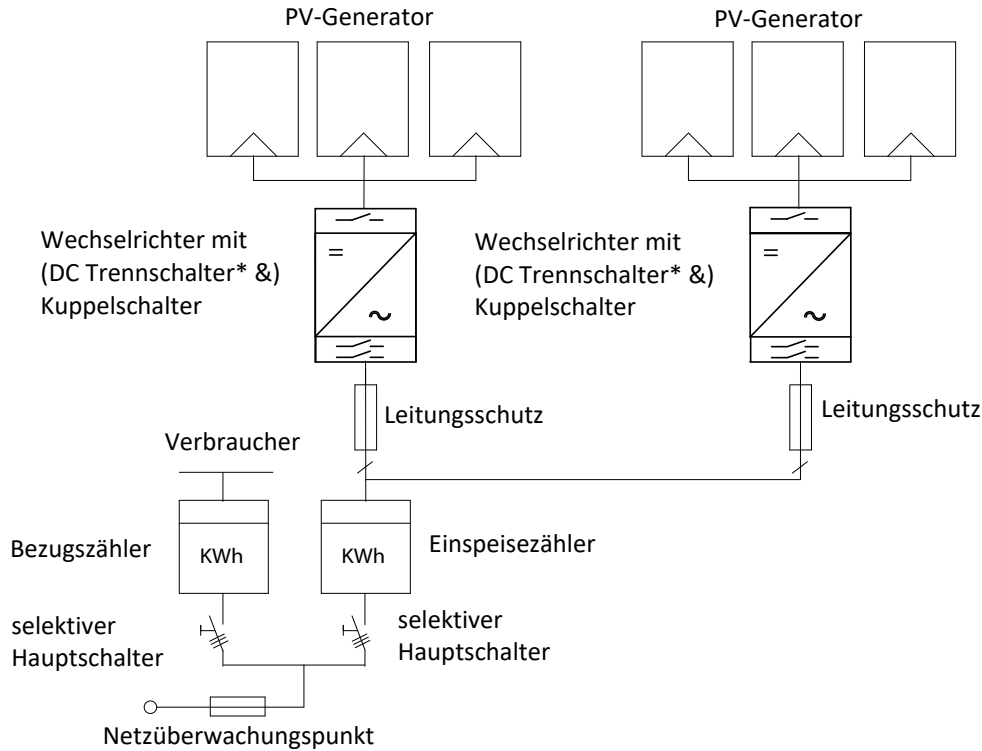 PV-Generator
PV-Generator
Wechselrichter mit
(DC Trennschalter* &)
Kuppelschalter
Wechselrichter mit
(DC Trennschalter* &)
Kuppelschalter
Leitungsschutz
Leitungsschutz
Verbraucher
Bezugszähler
KWh
KWh
Einspeisezähler
selektiver
Hauptschalter
selektiver
Hauptschalter
Netzüberwachungspunkt